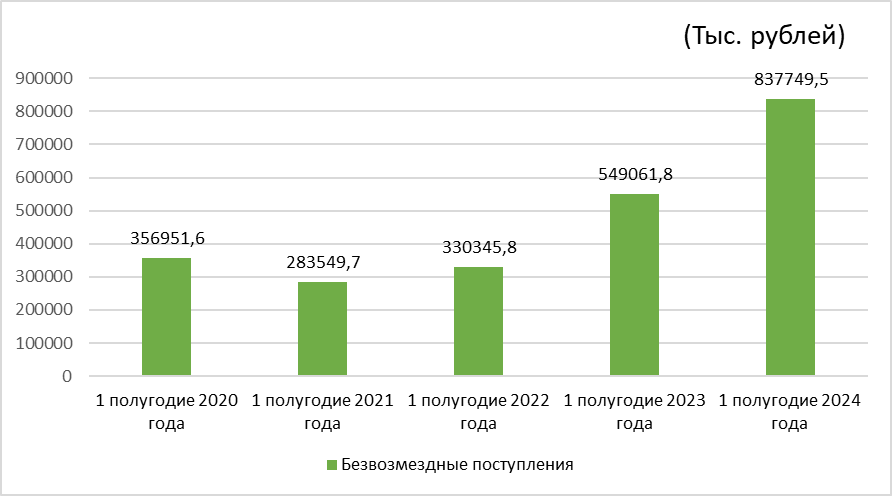 (Тыс. рублей)
900000
800000
700000
600000
500000
400000
300000
200000
100000
0
356951,6
283549,7
330345,8
549061,8
837749,5
1 полугодие 2020
года
1 полугодие 2021
года
1 полугодие 2022
года
1 полугодие 2023
года
1 полугодие 2024
года
Безвозмездные поступления